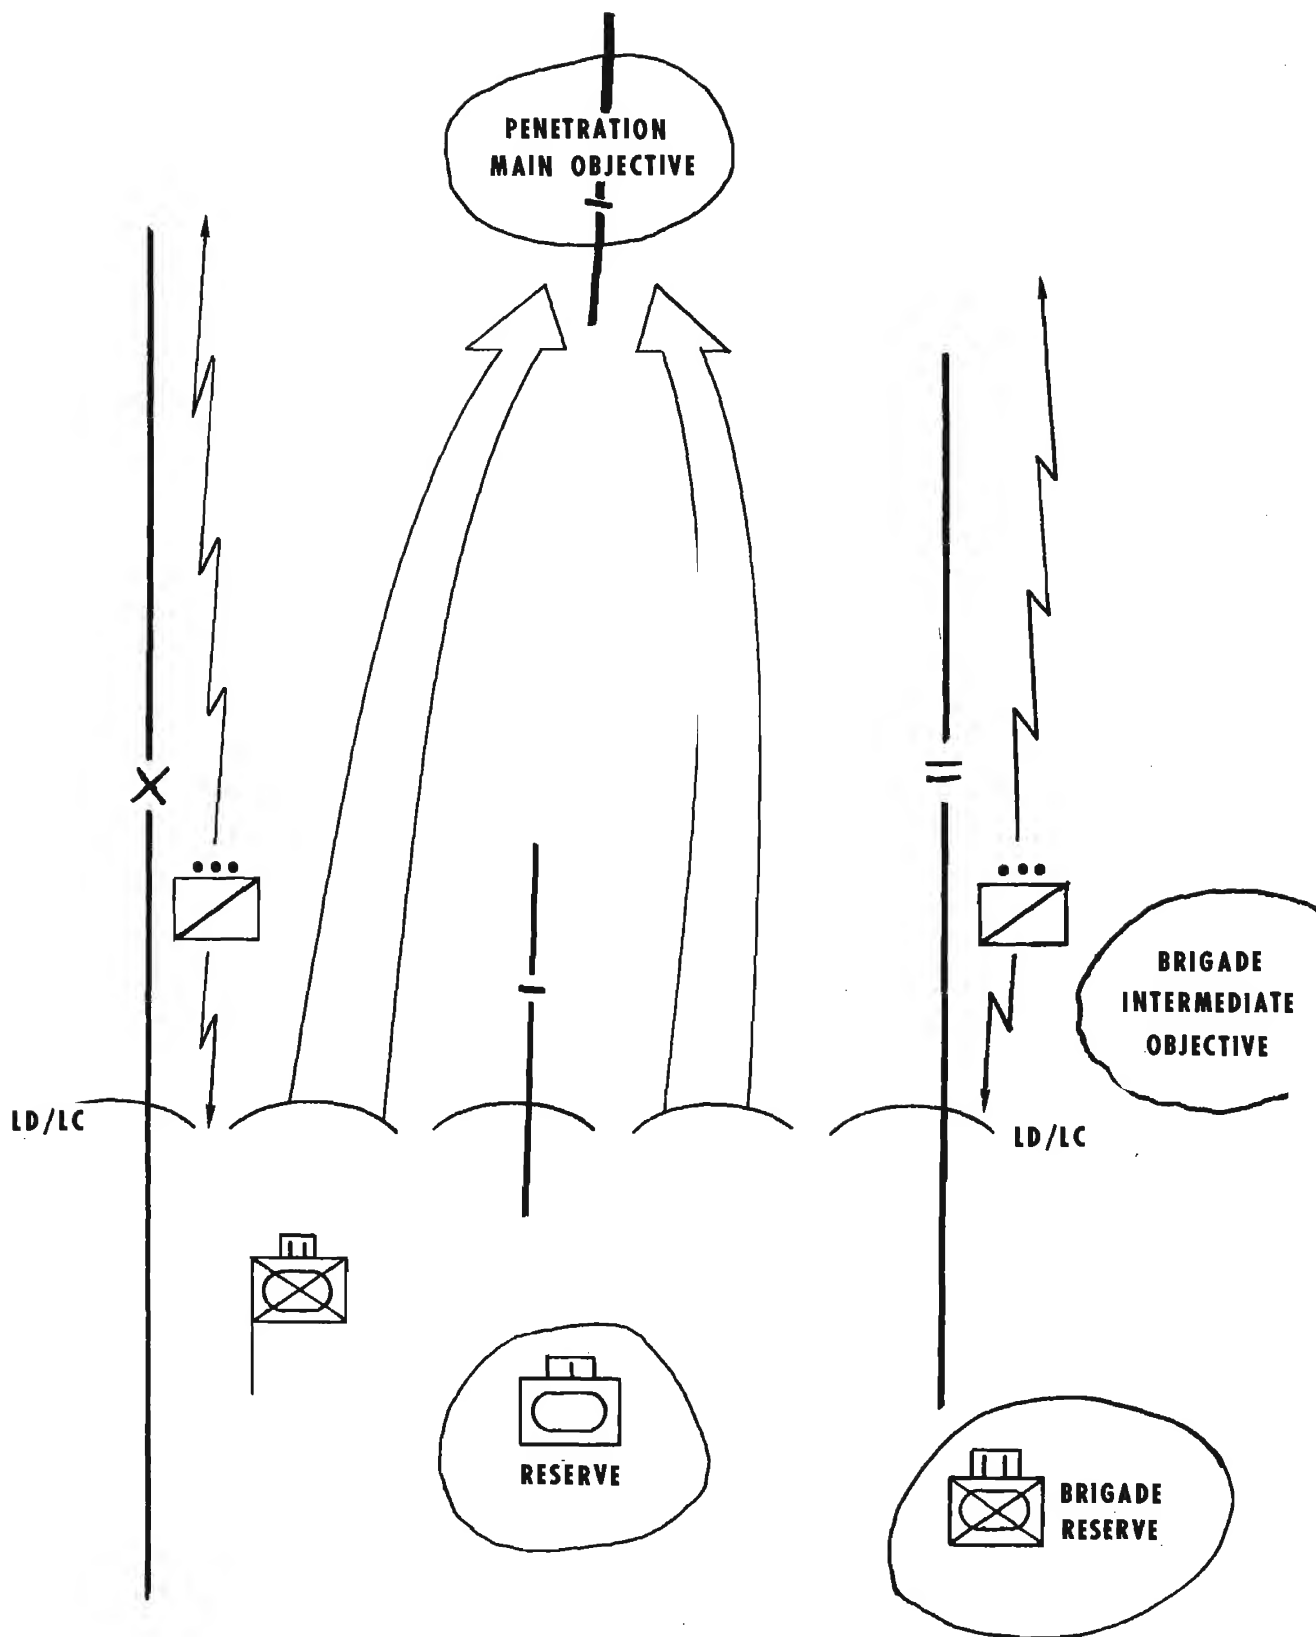 PENETRATION
MAIN OBJECTIVE
BRIGADE
INTERMEDIATE
OBJECTIVE
LD/LC
LD/LC
RESERVE
BRIGADE
RESERVE